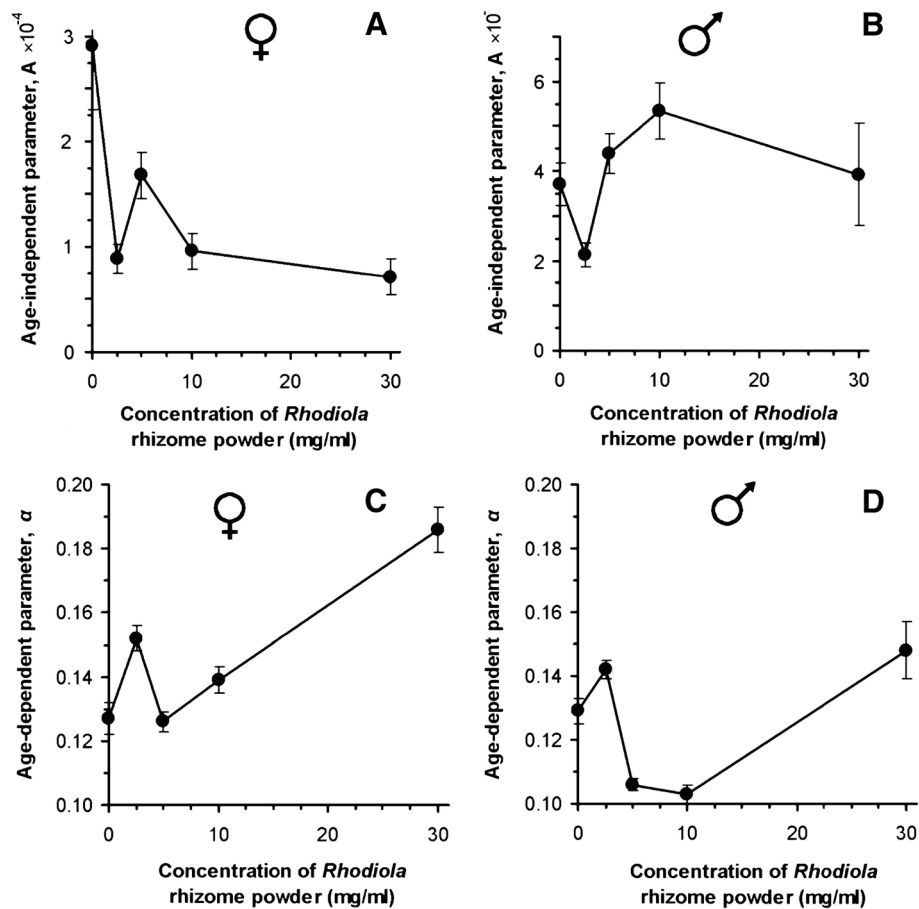 A
Age-independent parameter, A ×10⁻⁴
3
2
1
0
0 10 20 30
Concentration of Rhodiola
rhizome powder (mg/ml)
B
Age-independent parameter, A ×10⁻
6
4
2
0
0 10 20 30
Concentration of Rhodiola
rhizome powder (mg/ml)
C
Age-dependent parameter, α
0.20
0.18
0.16
0.14
0.12
0.10
0 10 20 30
Concentration of Rhodiola
rhizome powder (mg/ml)
D
Age-dependent parameter, α
0.20
0.18
0.16
0.14
0.12
0.10
0 10 20 30
Concentration of Rhodiola
rhizome powder (mg/ml)